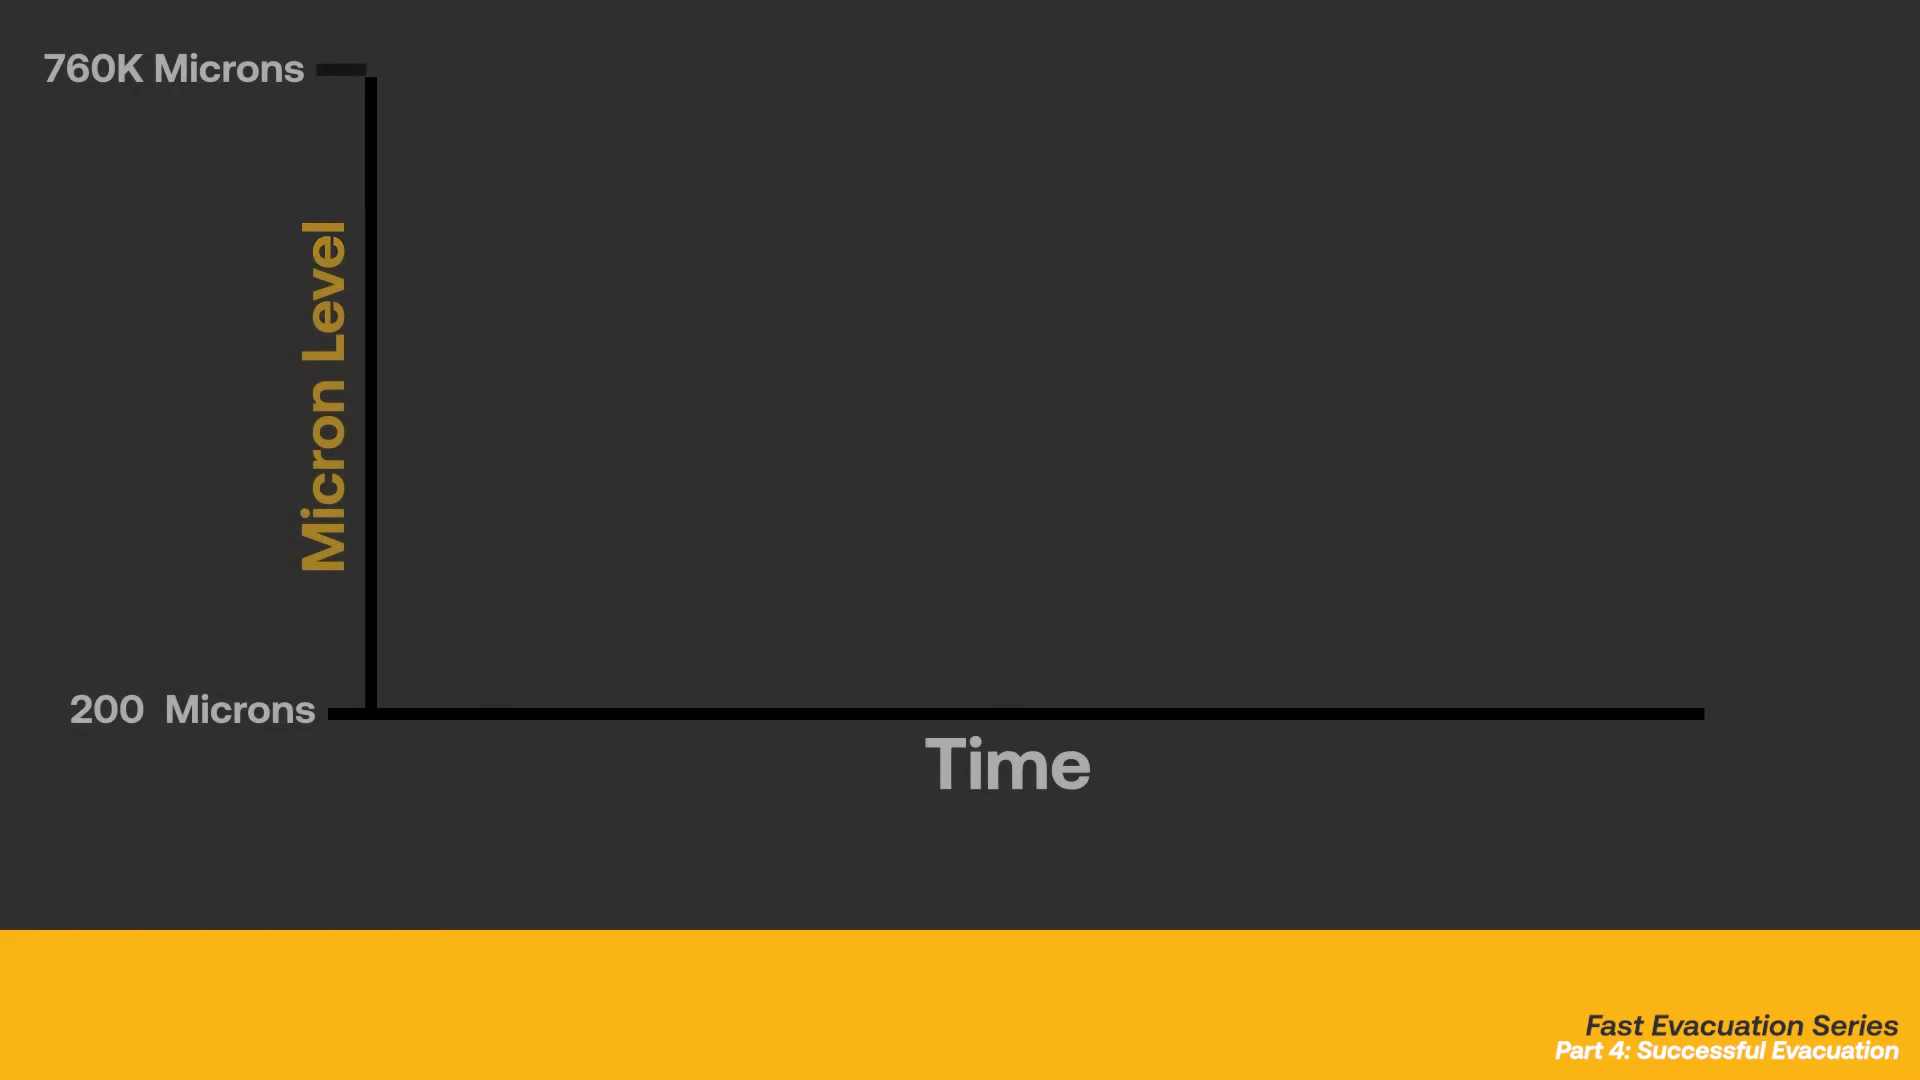 760K Microns
Micron Level
200 Microns
Time
Fast Evacuation Series
Part 4: Successful Evacuation